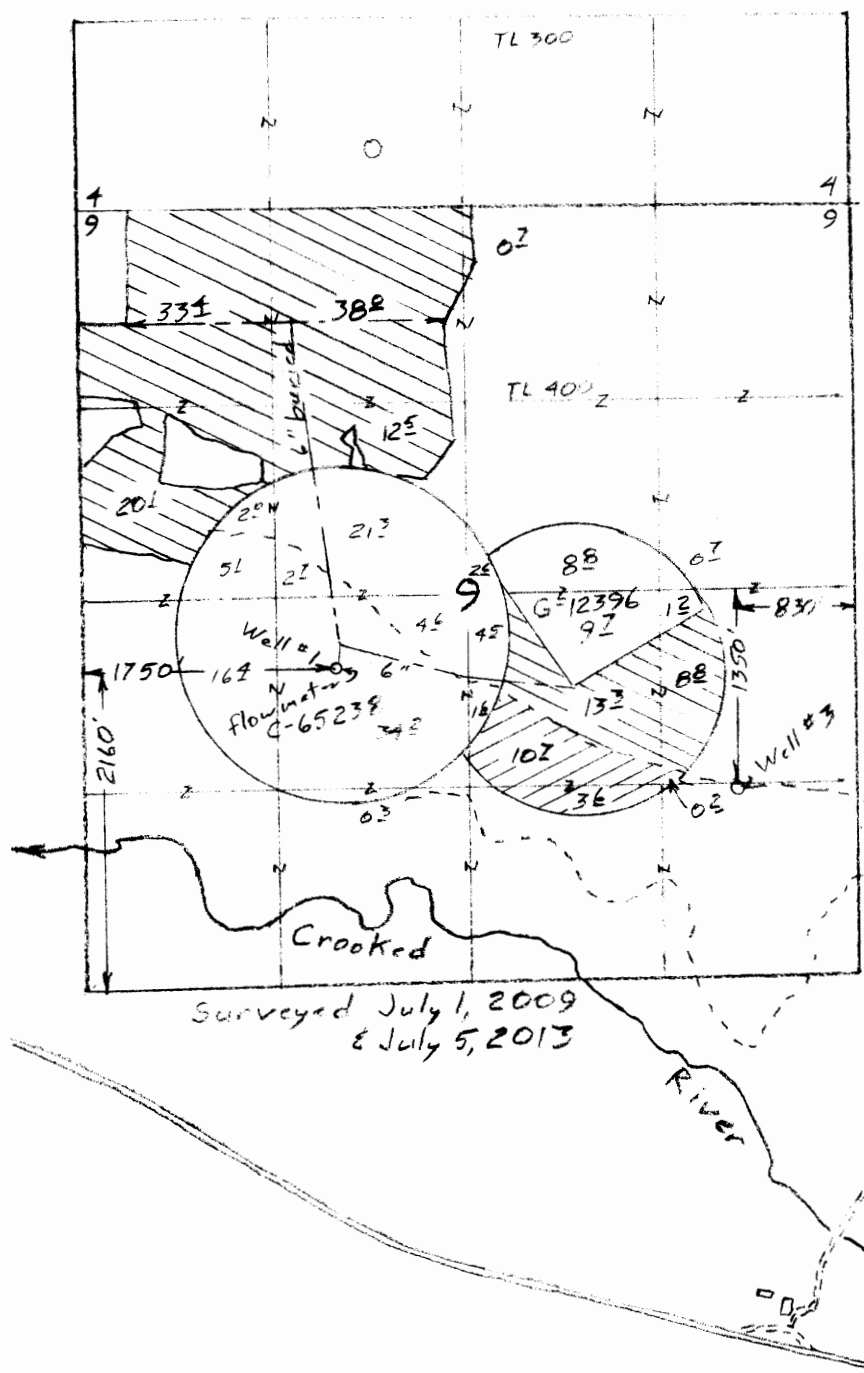 TL 300
4
4
9
9
0 7
33 4
38 8
6" buried
TL 400
12 5
20 1
2 0
21 3
5 1
2 7
2 6
9
8 8
0 7
G-12396
1 2
830'
9 7
4 6
4 5
Well #1
1350'
1750'
16 4
6"
8 8
flowmeter
C-65238
34 2
1 6
13 3
Well #3
2160'
10 7
3 6
0 2
0 3
Crooked
Surveyed July 1, 2009
& July 5, 2013
River